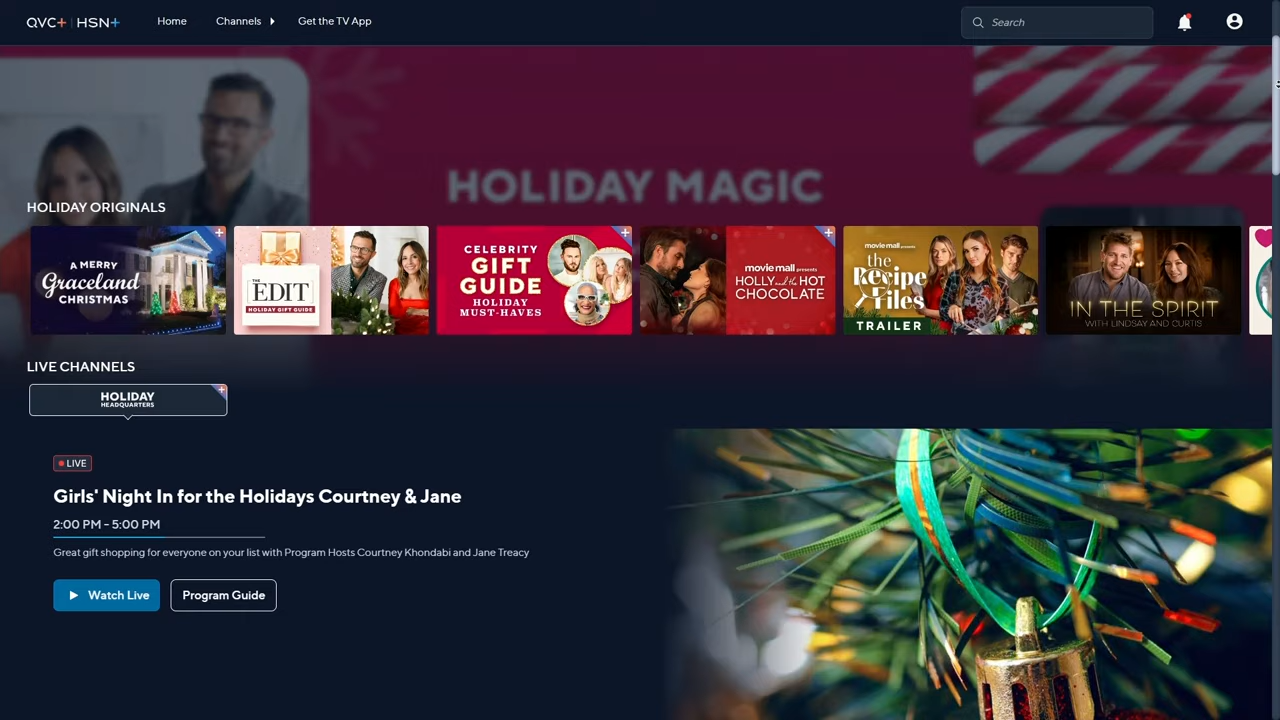 QVC+ | HSN+
Home
Channels
Get the TV App
Search
HOLIDAY MAGIC
HOLIDAY ORIGINALS
A MERRY
Graceland
CHRISTMAS
THE
EDIT
HOLIDAY GIFT GUIDE
CELEBRITY
GIFT
GUIDE
HOLIDAY
MUST-HAVES
moviemall presents
HOLLY and the HOT
CHOCOLATE
moviemall presents
the
Recipe
Files
TRAILER
IN THE SPIRIT
WITH LINDSAY AND CURTIS
LIVE CHANNELS
HOLIDAY
HEADQUARTERS
LIVE
Girls' Night In for the Holidays Courtney & Jane
2:00 PM - 5:00 PM
Great gift shopping for everyone on your list with Program Hosts Courtney Khondabi and Jane Treacy
Watch Live
Program Guide